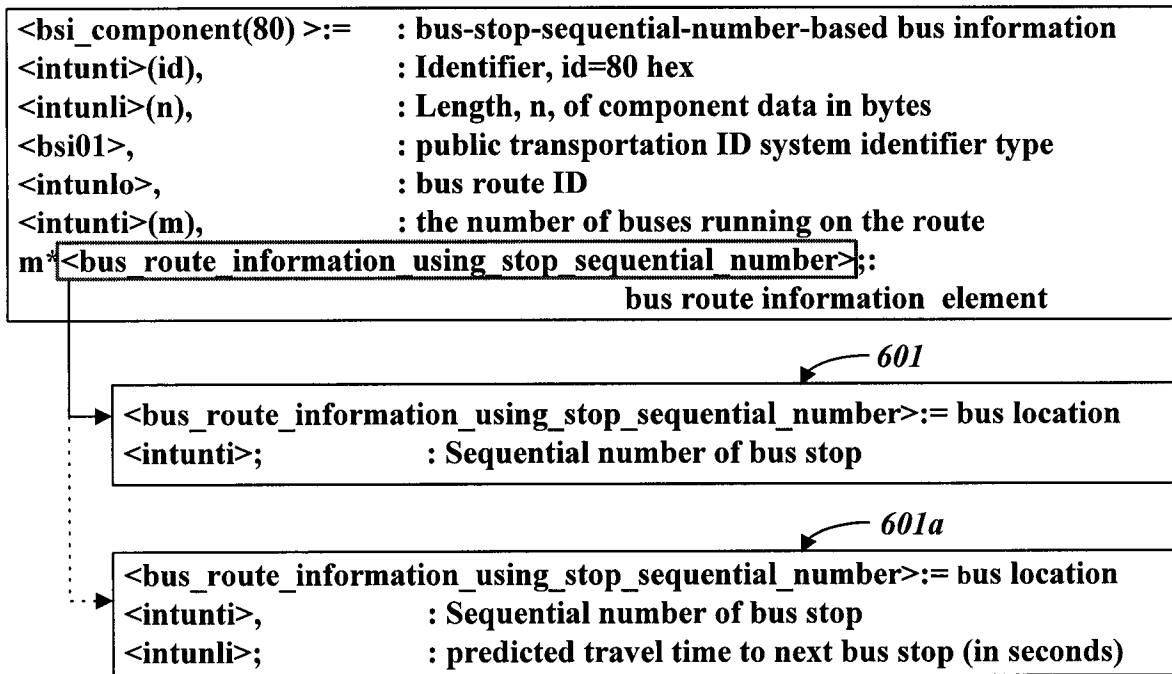 <bsi_component(80) >:= : bus-stop-sequential-number-based bus information
<intunti>(id), : Identifier, id=80 hex
<intunli>(n), : Length, n, of component data in bytes
<bsi01>, : public transportation ID system identifier type
<intunlo>, : bus route ID
<intunti>(m), : the number of buses running on the route
m*<bus_route_information_using_stop_sequential_number>;:
bus route information element
601
<bus_route_information_using_stop_sequential_number>:= bus location
<intunti>; : Sequential number of bus stop
601a
<bus_route_information_using_stop_sequential_number>:= bus location
<intunti>, : Sequential number of bus stop
<intunli>; : predicted travel time to next bus stop (in seconds)